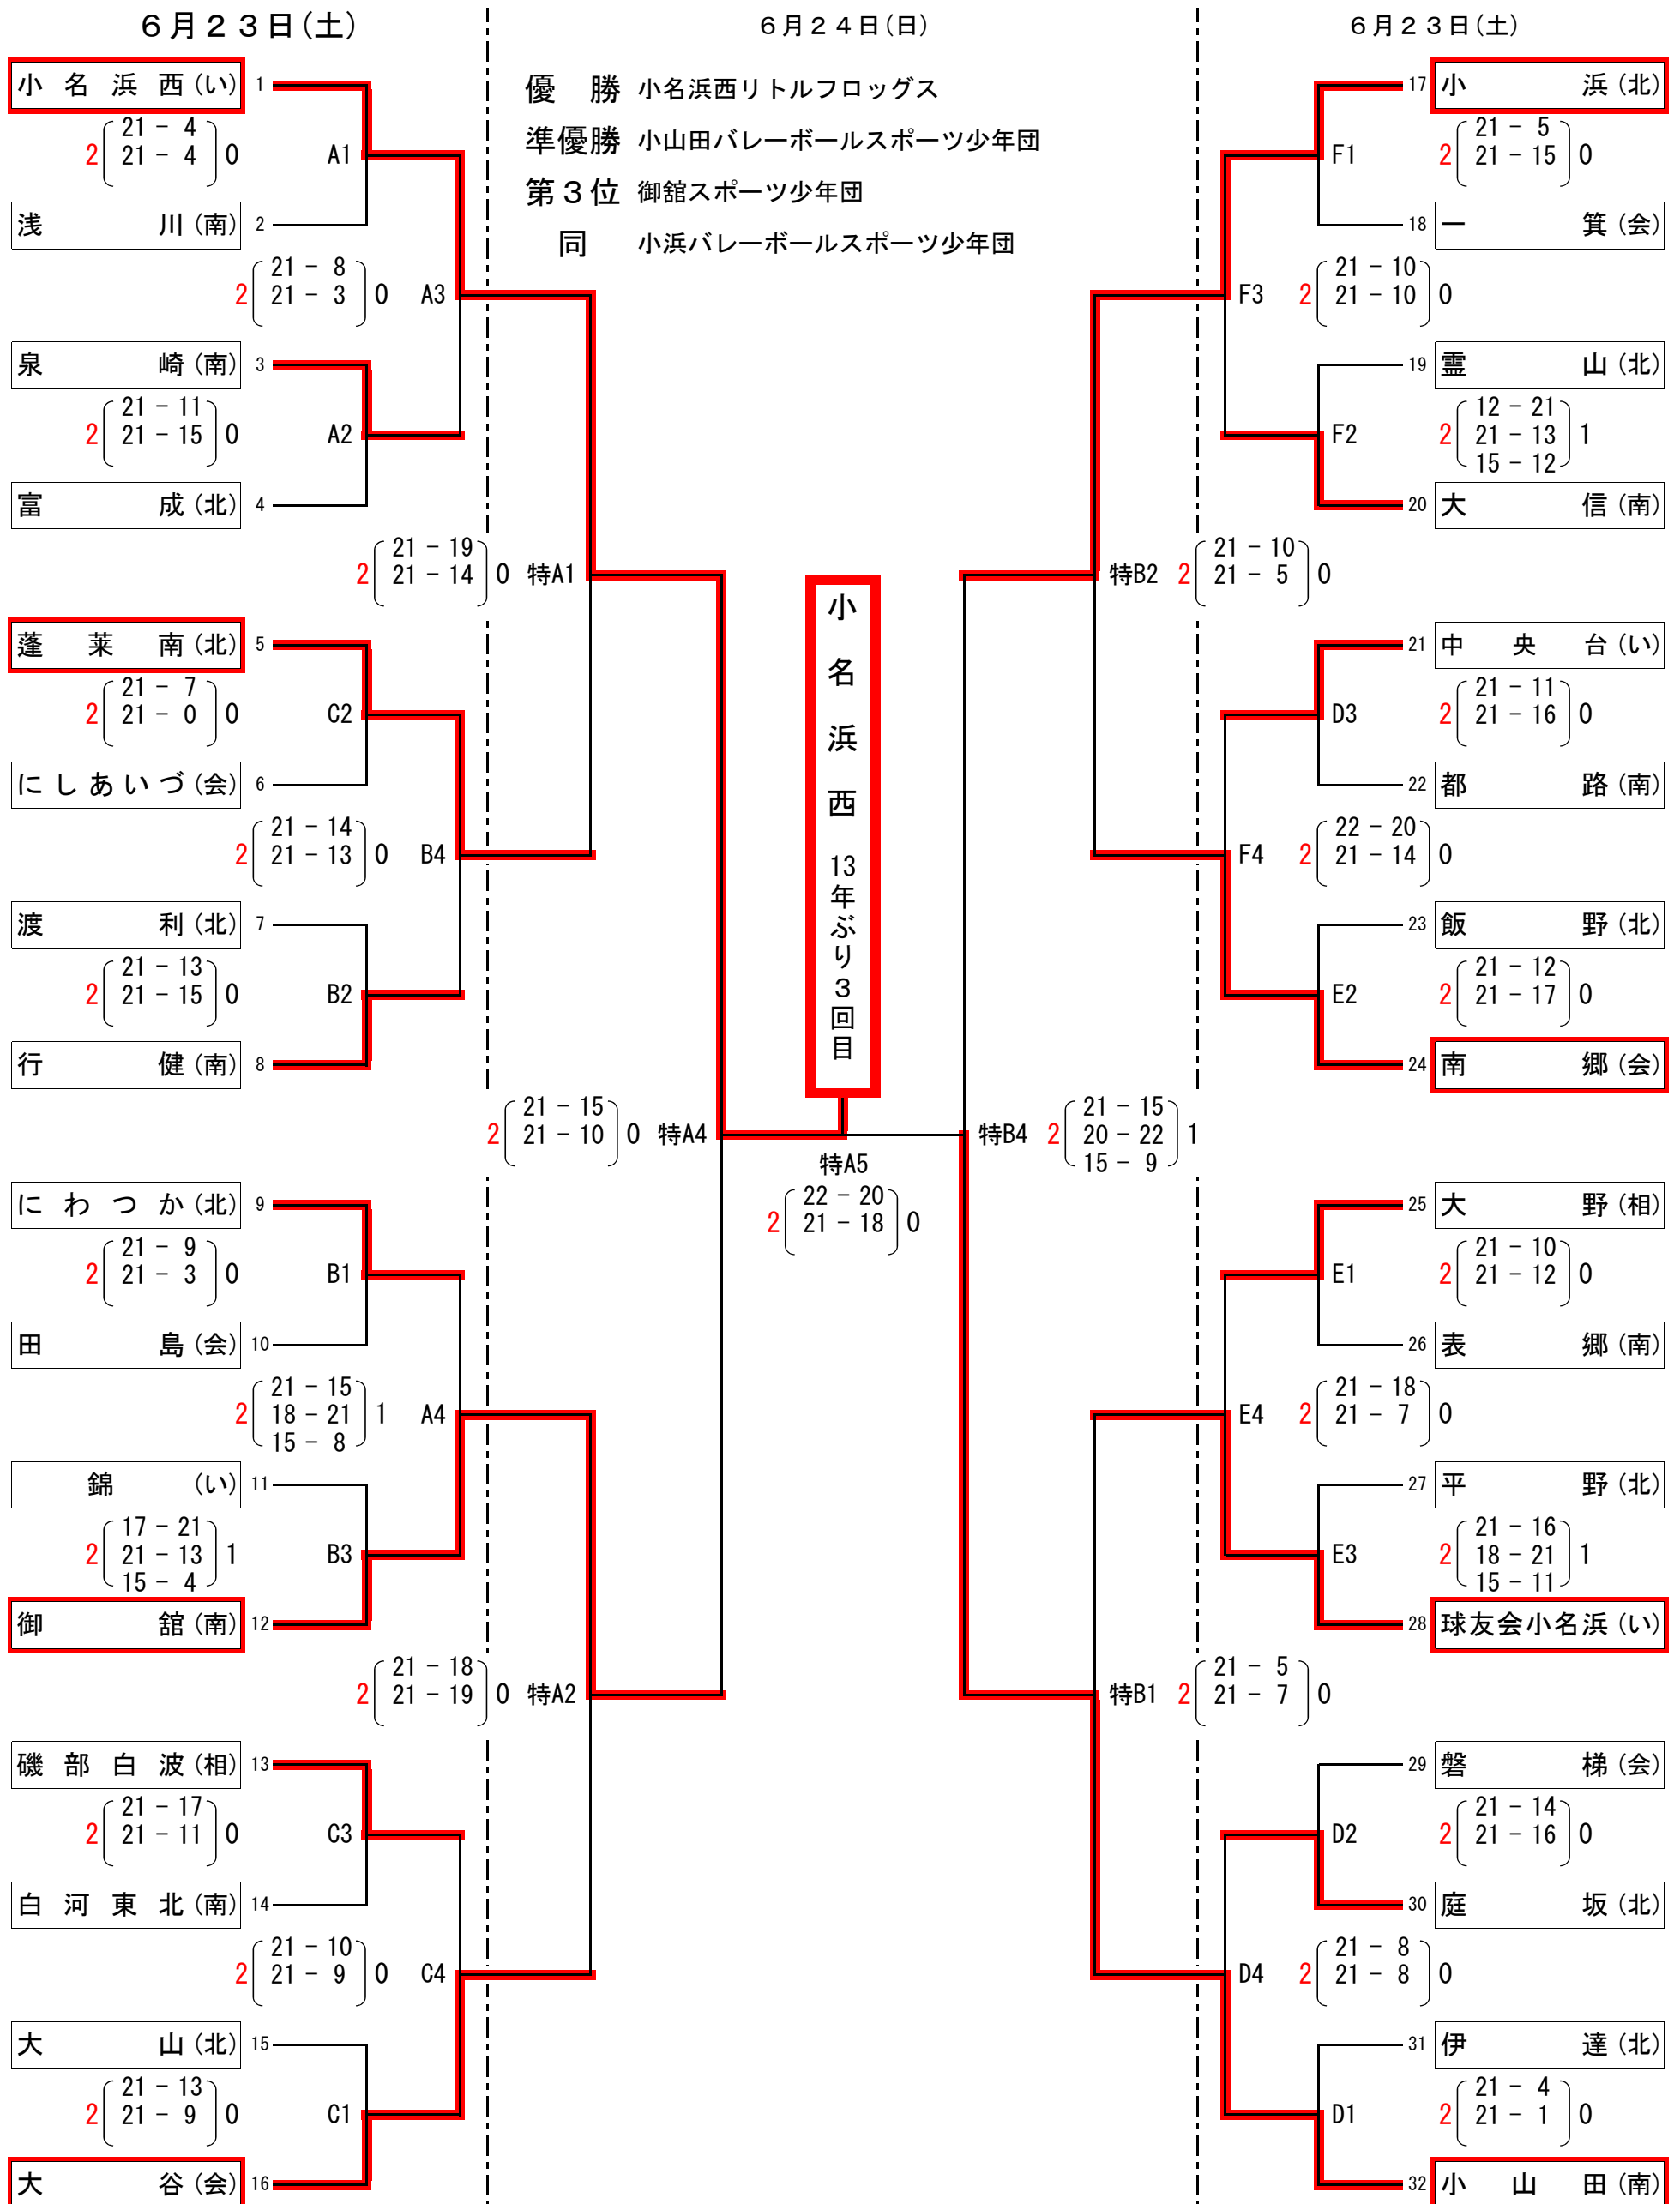 ６月２３日(土)
６月２４日(日)
６月２３日(土)
優　勝 小名浜西リトルフロッグス
準優勝 小山田バレーボールスポーツ少年団
第３位 御舘スポーツ少年団
同 小浜バレーボールスポーツ少年団
小名浜西(い) 1
21 - 4
2 21 - 4 0 A1
浅川(南) 2
21 - 8
2 21 - 3 0 A3
泉崎(南) 3
21 - 11
2 21 - 15 0 A2
富成(北) 4
21 - 19
2 21 - 14 0 特A1
蓬莱南(北) 5
21 - 7
2 21 - 0 0 C2
にしあいづ(会) 6
21 - 14
2 21 - 13 0 B4
渡利(北) 7
21 - 13
2 21 - 15 0 B2
行健(南) 8
21 - 15
2 21 - 10 0 特A4
にわつか(北) 9
21 - 9
2 21 - 3 0 B1
田島(会) 10
21 - 15
2 18 - 21 1 A4
15 - 8
錦(い) 11
17 - 21
2 21 - 13 1 B3
15 - 4
御舘(南) 12
21 - 18
2 21 - 19 0 特A2
磯部白波(相) 13
21 - 17
2 21 - 11 0 C3
白河東北(南) 14
21 - 10
2 21 - 9 0 C4
大山(北) 15
21 - 13
2 21 - 9 0 C1
大谷(会) 16
小名浜西 13年ぶり３回目
特A5
22 - 20
2 21 - 18 0
17 小浜(北)
21 - 5
F1 2 21 - 15 0
18 一箕(会)
21 - 10
F3 2 21 - 10 0
19 霊山(北)
12 - 21
F2 2 21 - 13 1
15 - 12
20 大信(南)
21 - 10
特B2 2 21 - 5 0
21 中央台(い)
21 - 11
D3 2 21 - 16 0
22 都路(南)
22 - 20
F4 2 21 - 14 0
23 飯野(北)
21 - 12
E2 2 21 - 17 0
24 南郷(会)
21 - 15
特B4 2 20 - 22 1
15 - 9
25 大野(相)
21 - 10
E1 2 21 - 12 0
26 表郷(南)
21 - 18
E4 2 21 - 7 0
27 平野(北)
21 - 16
E3 2 18 - 21 1
15 - 11
28 球友会小名浜(い)
21 - 5
特B1 2 21 - 7 0
29 磐梯(会)
21 - 14
D2 2 21 - 16 0
30 庭坂(北)
21 - 8
D4 2 21 - 8 0
31 伊達(北)
21 - 4
D1 2 21 - 1 0
32 小山田(南)